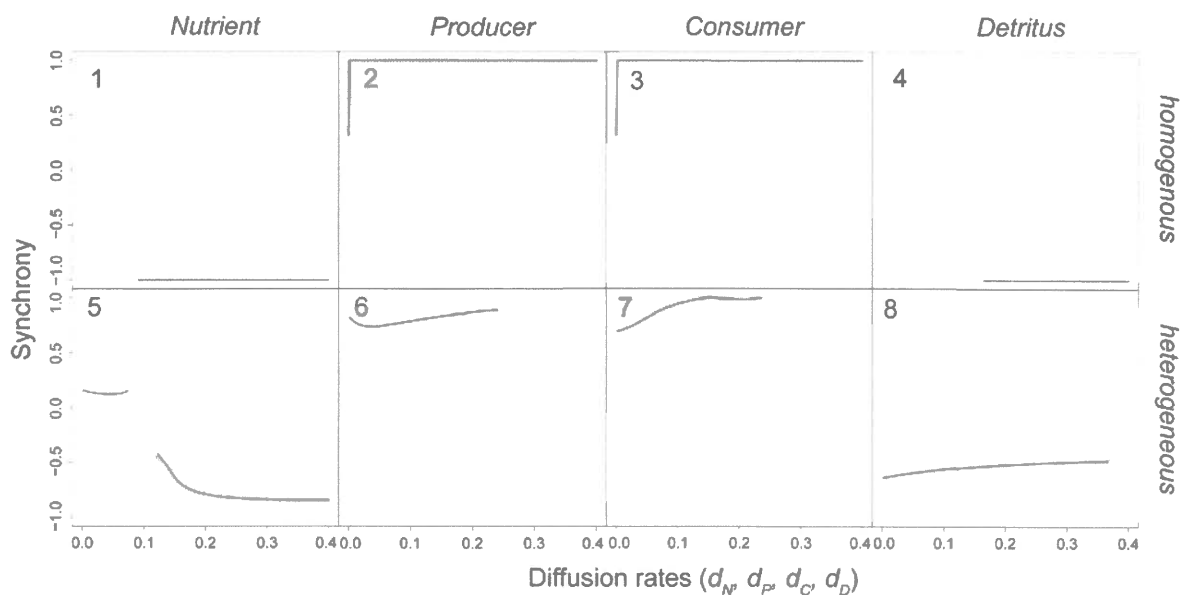 Nutrient Producer Consumer Detritus
1 2 3 4
1.0
0.5
0.0
−0.5
−1.0
homogenous
5 6 7 8
1.0
0.5
0.0
−0.5
−1.0
heterogeneous
Synchrony
0.0 0.1 0.2 0.3 0.4 0.0 0.1 0.2 0.3 0.4 0.0 0.1 0.2 0.3 0.4 0.0 0.1 0.2 0.3 0.4
Diffusion rates (d_N, d_P, d_C, d_D)